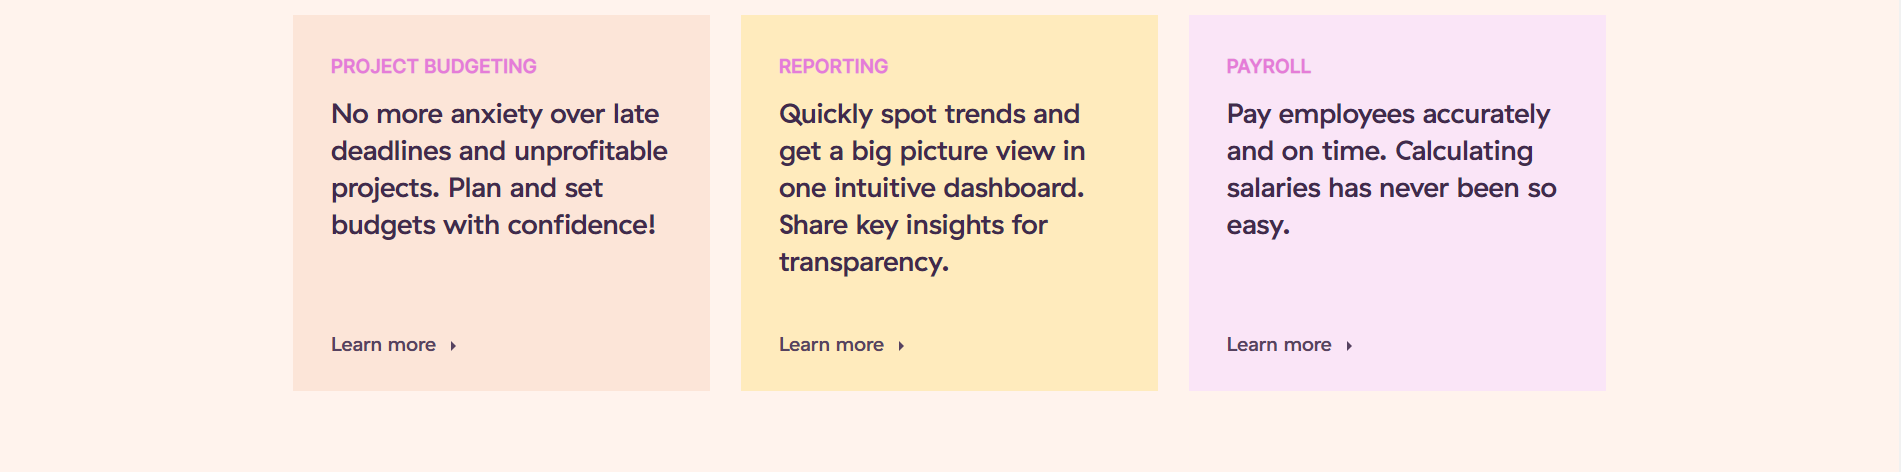 PROJECT BUDGETING
No more anxiety over late
deadlines and unprofitable
projects. Plan and set
budgets with confidence!
Learn more
REPORTING
Quickly spot trends and
get a big picture view in
one intuitive dashboard.
Share key insights for
transparency.
Learn more
PAYROLL
Pay employees accurately
and on time. Calculating
salaries has never been so
easy.
Learn more